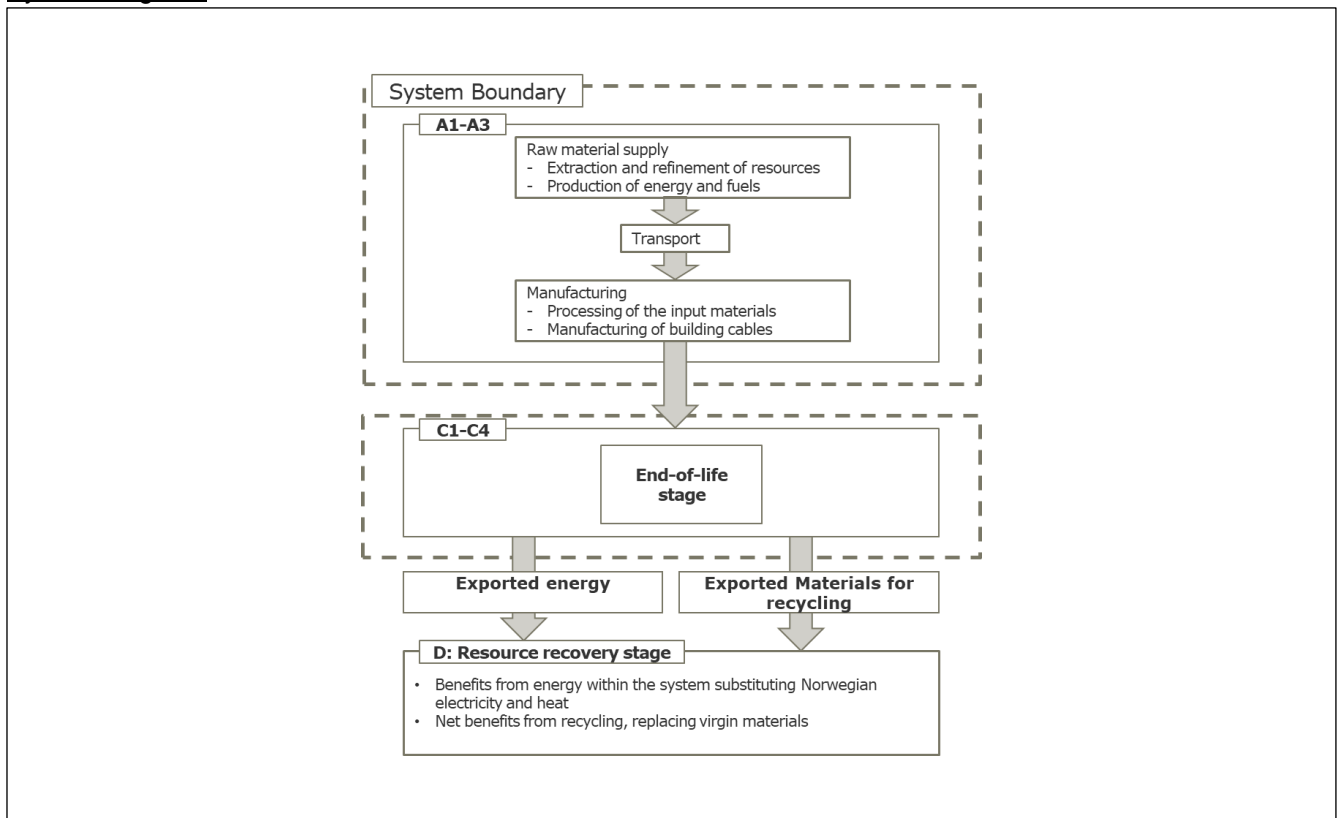 System Boundary
A1-A3
Raw material supply
- Extraction and refinement of resources
- Production of energy and fuels
Transport
Manufacturing
- Processing of the input materials
- Manufacturing of building cables
C1-C4
End-of-life
stage
Exported energy
Exported Materials for
recycling
D: Resource recovery stage
• Benefits from energy within the system substituting Norwegian
electricity and heat
• Net benefits from recycling, replacing virgin materials